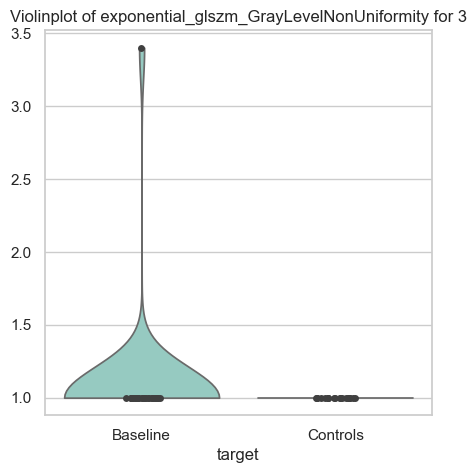 Violinplot of exponential_glszm_GrayLevelNonUniformity for 3
3.5
3.0
2.5
2.0
1.5
1.0
Baseline Controls
target